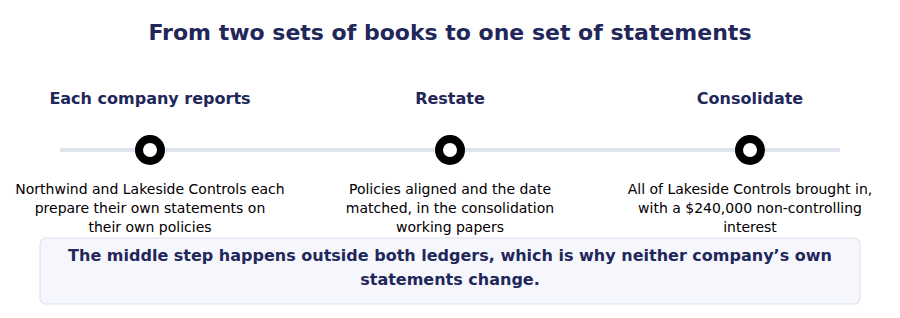 From two sets of books to one set of statements
Each company reports
Restate
Consolidate
Northwind and Lakeside Controls each
prepare their own statements on
their own policies
Policies aligned and the date
matched, in the consolidation
working papers
All of Lakeside Controls brought in,
with a $240,000 non-controlling
interest
The middle step happens outside both ledgers, which is why neither company’s own
statements change.